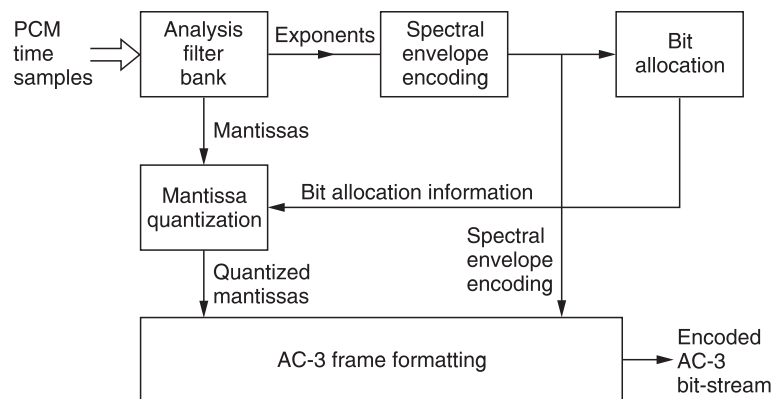 PCM
time
samples
Analysis
filter
bank
Exponents
Spectral
envelope
encoding
Bit
allocation
Mantissas
Mantissa
quantization
Bit allocation information
Spectral
envelope
encoding
Quantized
mantissas
AC-3 frame formatting
Encoded
AC-3
bit-stream